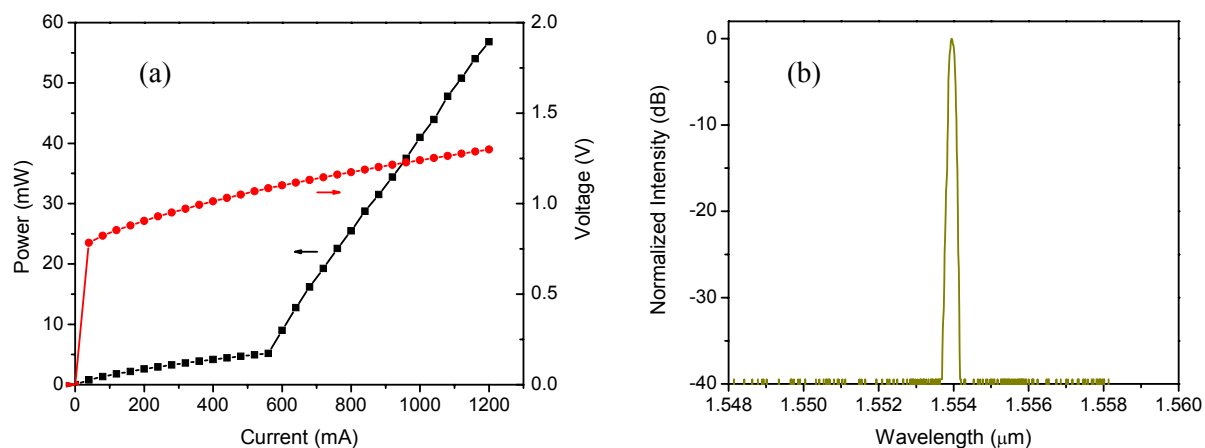 (a)
Power (mW)
60
50
40
30
20
10
0
2.0
1.5
1.0
0.5
0.0
Voltage (V)
0 200 400 600 800 1000 1200
Current (mA)
(b)
Normalized Intensity (dB)
0
-10
-20
-30
-40
1.548 1.550 1.552 1.554 1.556 1.558 1.560
Wavelength (μm)